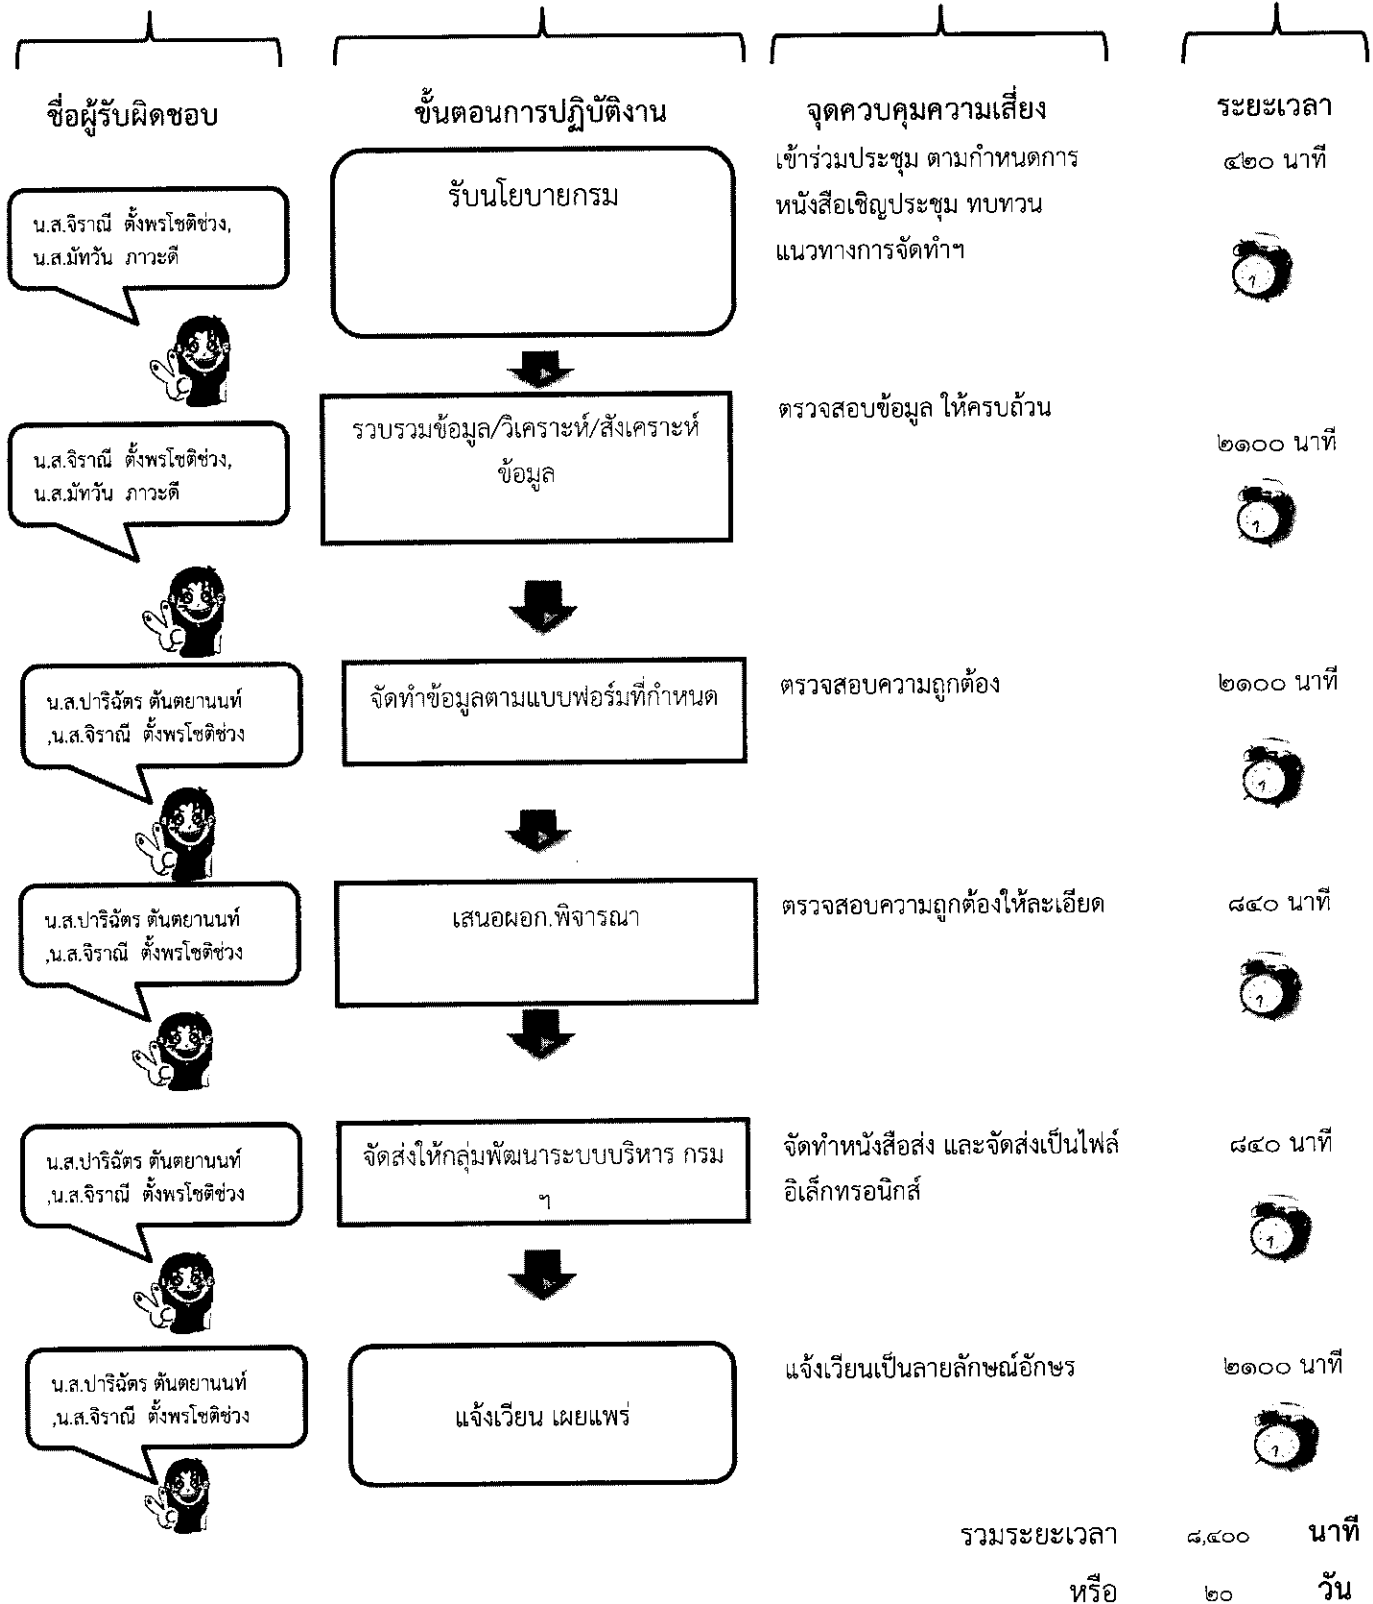 ชื่อผู้รับผิดชอบ
ขั้นตอนการปฏิบัติงาน
จุดควบคุมความเสี่ยง
ระยะเวลา
น.ส.จิราณี ตั้งพรโชติช่วง,
น.ส.มัทวัน ภาวะดี
รับนโยบายกรม
เข้าร่วมประชุม ตามกำหนดการ
หนังสือเชิญประชุม ทบทวน
แนวทางการจัดทำฯ
๔๒๐ นาที
น.ส.จิราณี ตั้งพรโชติช่วง,
น.ส.มัทวัน ภาวะดี
รวบรวมข้อมูล/วิเคราะห์/สังเคราะห์
ข้อมูล
ตรวจสอบข้อมูล ให้ครบถ้วน
๒๑๐๐ นาที
น.ส.ปาริฉัตร ตันตยานนท์
,น.ส.จิราณี ตั้งพรโชติช่วง
จัดทำข้อมูลตามแบบฟอร์มที่กำหนด
ตรวจสอบความถูกต้อง
๒๑๐๐ นาที
น.ส.ปาริฉัตร ตันตยานนท์
,น.ส.จิราณี ตั้งพรโชติช่วง
เสนอผอก.พิจารณา
ตรวจสอบความถูกต้องให้ละเอียด
๘๔๐ นาที
น.ส.ปาริฉัตร ตันตยานนท์
,น.ส.จิราณี ตั้งพรโชติช่วง
จัดส่งให้กลุ่มพัฒนาระบบบริหาร กรม
ฯ
จัดทำหนังสือส่ง และจัดส่งเป็นไฟล์
อิเล็กทรอนิกส์
๘๔๐ นาที
น.ส.ปาริฉัตร ตันตยานนท์
,น.ส.จิราณี ตั้งพรโชติช่วง
แจ้งเวียน เผยแพร่
แจ้งเวียนเป็นลายลักษณ์อักษร
๒๑๐๐ นาที
รวมระยะเวลา ๘,๔๐๐ นาที
หรือ ๒๐ วัน